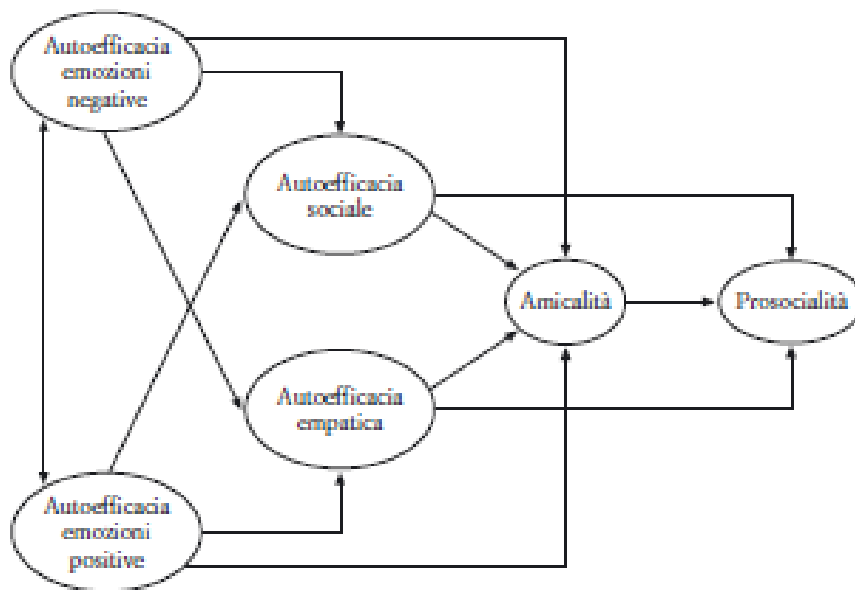 Autoefficacia
emozioni
negative
Autoefficacia
sociale
Amicalità
Prosocialità
Autoefficacia
empatica
Autoefficacia
emozioni
positive